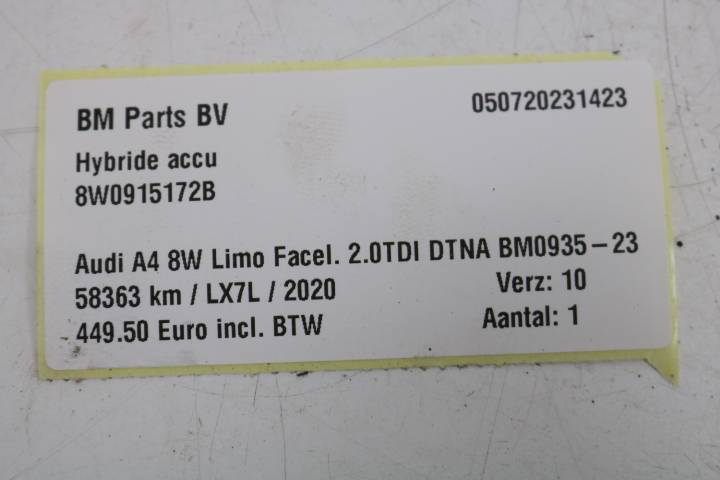 BM Parts BV 050720231423
Hybride accu
8W0915172B
Audi A4 8W Limo Facel. 2.0TDI DTNA BM0935-23
58363 km / LX7L / 2020 Verz: 10
449.50 Euro incl. BTW Aantal: 1